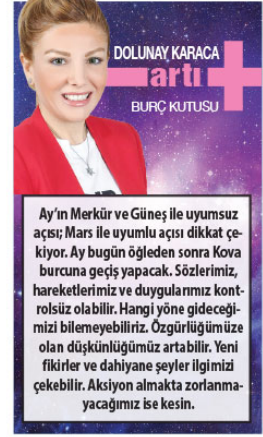 DOLUNAY KARACA
artı
BURÇ KUTUSU
Ay'ın Merkür ve Güneş ile uyumsuz
açısı; Mars ile uyumlu açısı dikkat çe-
kiyor. Ay bugün öğleden sonra Kova
burcuna geçiş yapacak. Sözlerimiz,
hareketlerimiz ve duygularımız kont-
rolsüz olabilir. Hangi yöne gideceği-
mizi bilemeyebiliriz. Özgürlüğümüze
olan düşkünlüğümüz artabilir. Yeni
fikirler ve dahiyane şeyler ilgimizi
çekebilir. Aksiyon almakta zorlanma-
yacağımız ise kesin.